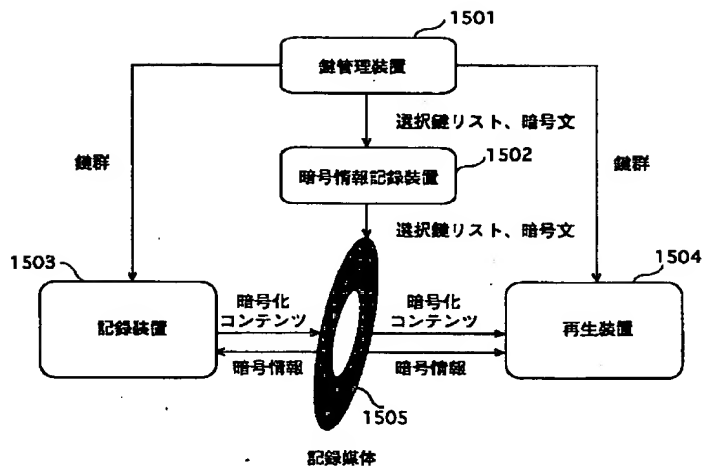 1501
鍵管理装置
選択鍵リスト、暗号文
1502
鍵群
暗号情報記録装置
鍵群
選択鍵リスト、暗号文
1503
1504
記録装置
暗号化
コンテンツ
暗号化
コンテンツ
再生装置
暗号情報
暗号情報
1505
記録媒体